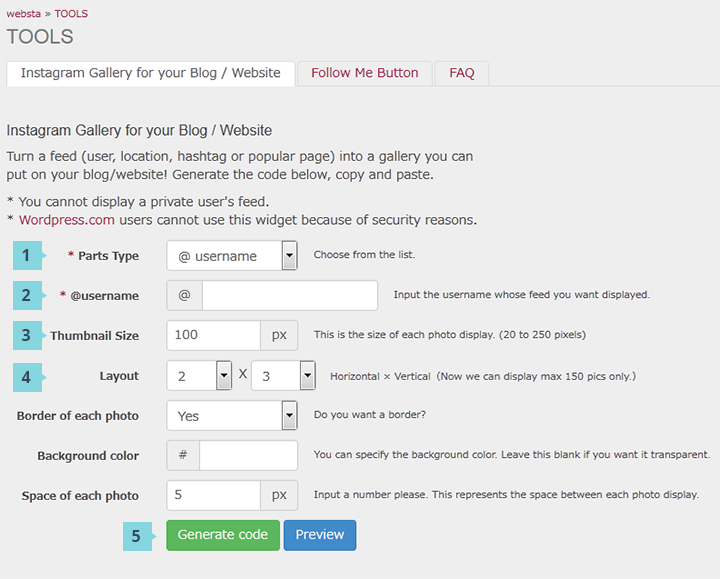 websta » TOOLS
TOOLS
Instagram Gallery for your Blog / Website Follow Me Button FAQ
Instagram Gallery for your Blog / Website
Turn a feed (user, location, hashtag or popular page) into a gallery you can
put on your blog/website! Generate the code below, copy and paste.
* You cannot display a private user's feed.
* Wordpress.com users cannot use this widget because of security reasons.
1 * Parts Type @ username Choose from the list.
2 * @username @ Input the username whose feed you want displayed.
3 Thumbnail Size 100 px This is the size of each photo display. (20 to 250 pixels)
4 Layout 2 X 3 Horizontal × Vertical (Now we can display max 150 pics only.)
Border of each photo Yes Do you want a border?
Background color # You can specify the background color. Leave this blank if you want it transparent.
Space of each photo 5 px Input a number please. This represents the space between each photo display.
5 Generate code Preview